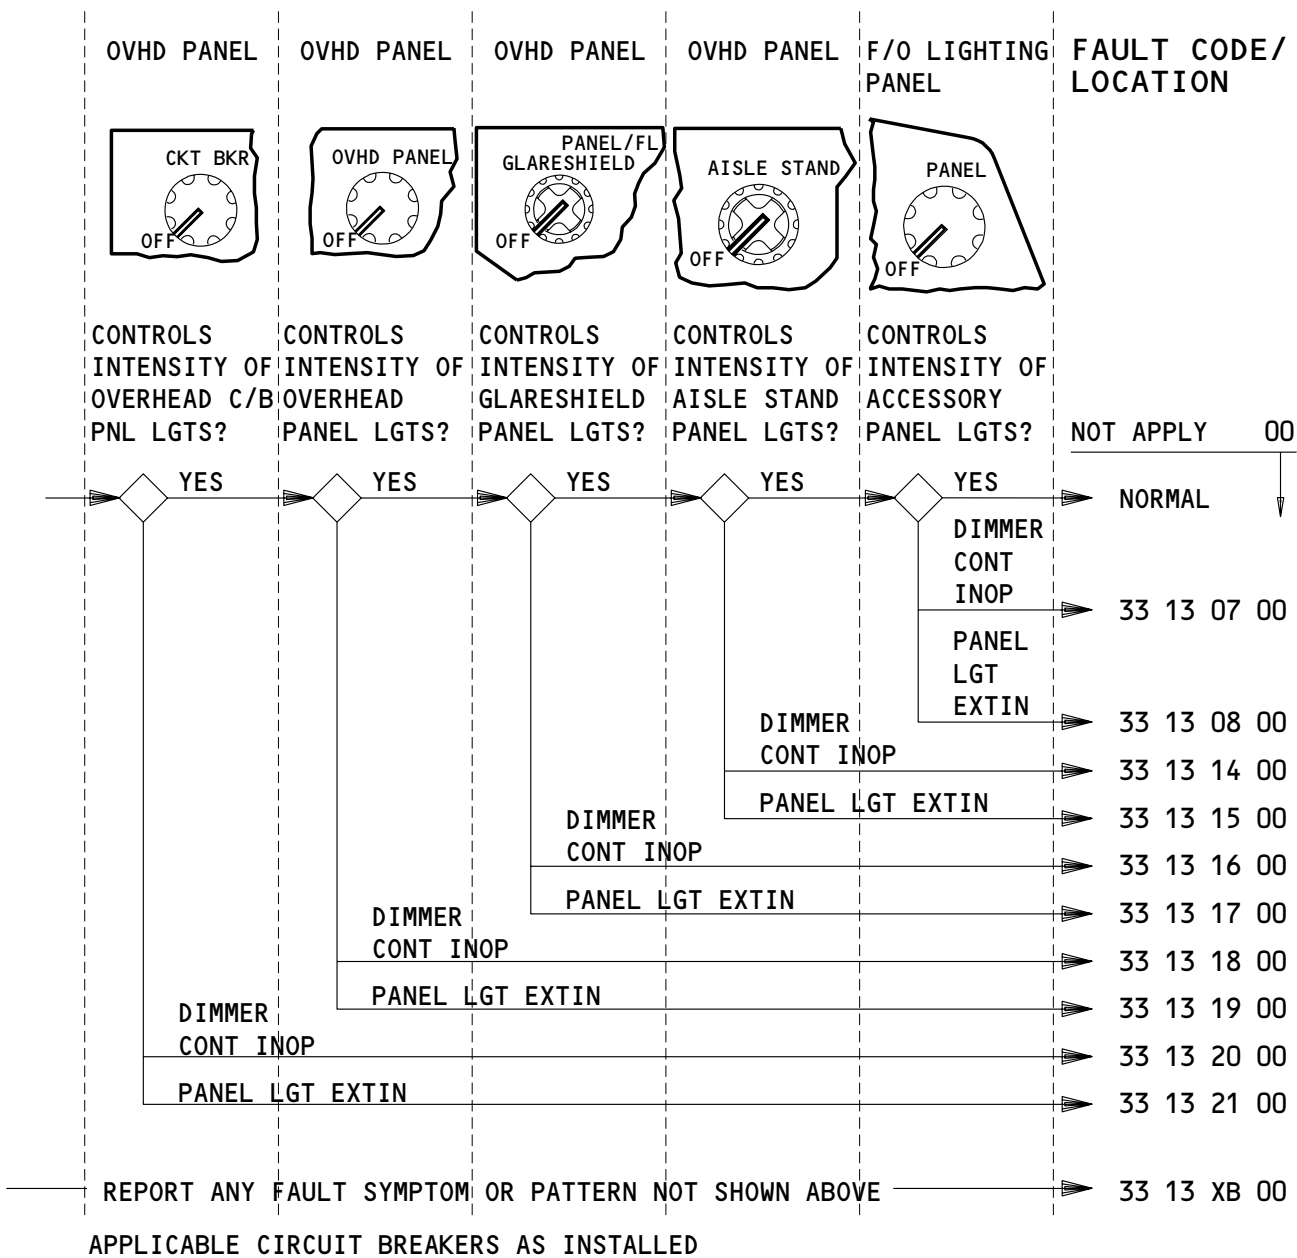 OVHD PANEL
OVHD PANEL
OVHD PANEL
OVHD PANEL
F/O LIGHTING
PANEL
FAULT CODE/
LOCATION
CKT BKR
OFF
OVHD PANEL
OFF
PANEL/FL
GLARESHIELD
OFF
AISLE STAND
OFF
PANEL
OFF
CONTROLS
INTENSITY OF
OVERHEAD C/B
PNL LGTS?
CONTROLS
INTENSITY OF
OVERHEAD
PANEL LGTS?
CONTROLS
INTENSITY OF
GLARESHIELD
PANEL LGTS?
CONTROLS
INTENSITY OF
AISLE STAND
PANEL LGTS?
CONTROLS
INTENSITY OF
ACCESSORY
PANEL LGTS?
NOT APPLY 00
YES
YES
YES
YES
YES
NORMAL
DIMMER
CONT
INOP
33 13 07 00
PANEL
LGT
EXTIN
33 13 08 00
DIMMER
CONT INOP
33 13 14 00
PANEL LGT EXTIN
33 13 15 00
DIMMER
CONT INOP
33 13 16 00
PANEL LGT EXTIN
33 13 17 00
DIMMER
CONT INOP
33 13 18 00
PANEL LGT EXTIN
33 13 19 00
DIMMER
CONT INOP
33 13 20 00
PANEL LGT EXTIN
33 13 21 00
REPORT ANY FAULT SYMPTOM OR PATTERN NOT SHOWN ABOVE
33 13 XB 00
APPLICABLE CIRCUIT BREAKERS AS INSTALLED